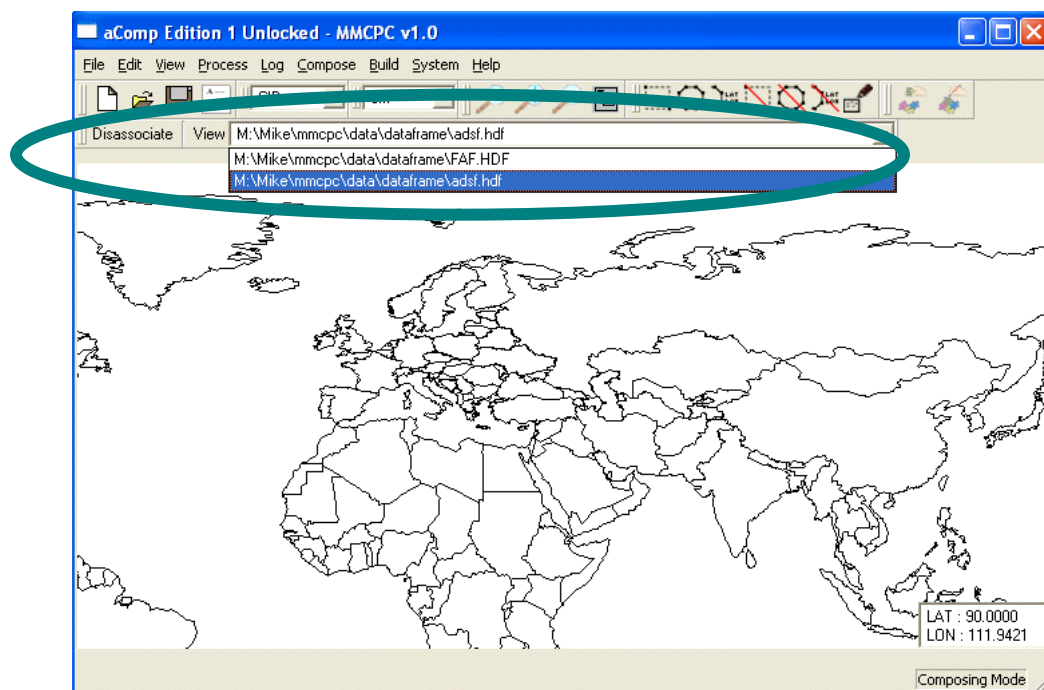 aComp Edition 1 Unlocked - MMCPC v1.0
File Edit View Process Log Compose Build System Help
Disassociate View M:\Mike\mmcpc\data\dataframe\adsf.hdf
M:\Mike\mmcpc\data\dataframe\FAF.HDF
M:\Mike\mmcpc\data\dataframe\adsf.hdf
LAT : 90.0000
LON : 111.9421
Composing Mode